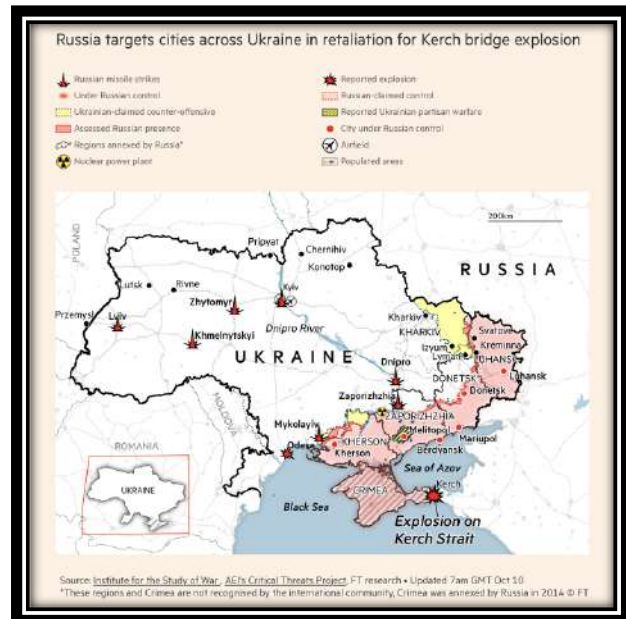 Russia targets cities across Ukraine in retaliation for Kerch bridge explosion
Russian missile strikes
Under Russian control
Ukrainian-claimed counter-offensive
Assessed Russian presence
Regions annexed by Russia*
Nuclear power plant
Reported explosion
Russian-claimed control
Reported Ukrainian partisan warfare
City under Russian control
Airfield
Populated areas
200km
POLAND
Pripyat
Chernihiv
Konotop
RUSSIA
Lutsk
Rivne
Zhytomyr
Kyiv
Przemysl
Lviv
Khmelnytskyi
Dnipro River
Kharkiv
KHARKIV
Svatove
Izyum
Kreminna
Lyman
LUHANSK
UKRAINE
Dnipro
DONETSK
Luhansk
Donetsk
Zaporizhzhia
ZAPORIZHZHIA
MOLDOVA
Mykolayiv
Melitopol
Mariupol
ROMANIA
Odesa
KHERSON
Kherson
Berdyansk
Sea of Azov
UKRAINE
CRIMEA
Kerch
Black Sea
Explosion on
Kerch Strait
Source: Institute for the Study of War, AEI's Critical Threats Project, FT research • Updated 7am GMT Oct 10
*These regions and Crimea are not recognised by the international community, Crimea was annexed by Russia in 2014 © FT